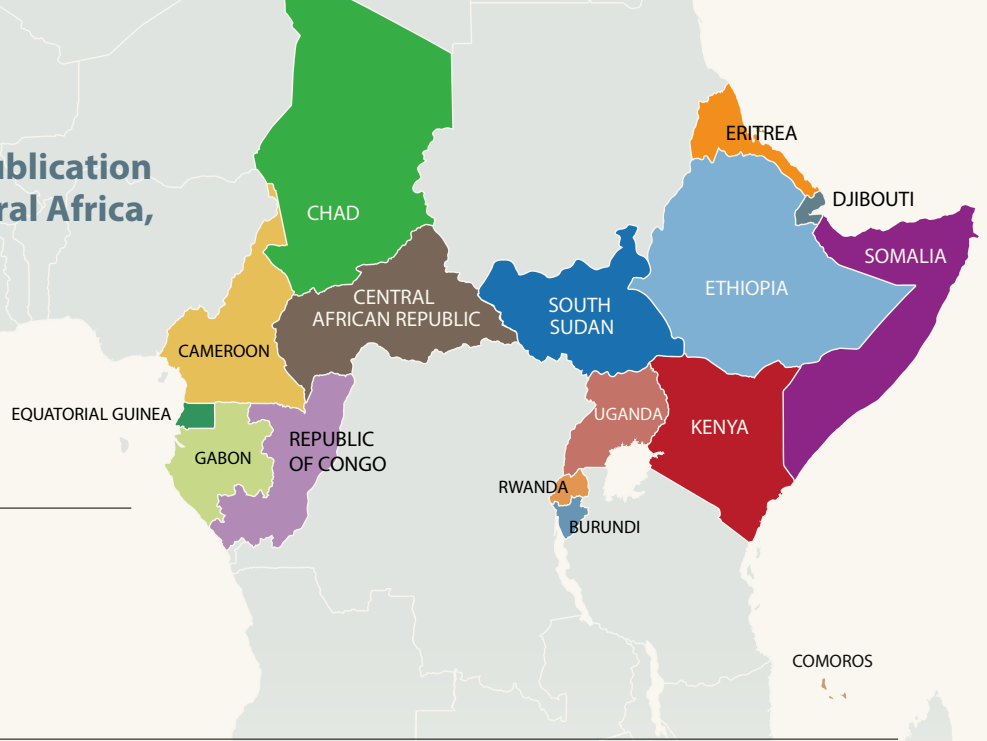 ublication
ral Africa,
ERITREA
DJIBOUTI
CHAD
SOMALIA
ETHIOPIA
CENTRAL
AFRICAN REPUBLIC
SOUTH
SUDAN
CAMEROON
EQUATORIAL GUINEA
UGANDA
KENYA
REPUBLIC
OF CONGO
GABON
RWANDA
BURUNDI
COMOROS